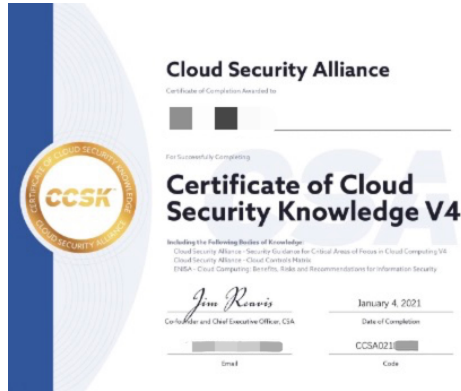 Cloud Security Alliance
Certificate of Completion Awarded to
For Successfully Completing
Certificate of Cloud
Security Knowledge V4
Including the Following Bodies of Knowledge:
Cloud Security Alliance - Security Guidance for Critical Areas of Focus in Cloud Computing V4
Cloud Security Alliance - Cloud Controls Matrix
ENISA - Cloud Computing: Benefits, Risks and Recommendations for Information Security
CERTIFICATE OF CLOUD SECURITY KNOWLEDGE
CCSK
CLOUD SECURITY ALLIANCE
CSA
Jim Reavis
January 4, 2021
Co-founder and Chief Executive Officer, CSA
Date of Completion
CCSA021
Email
Code